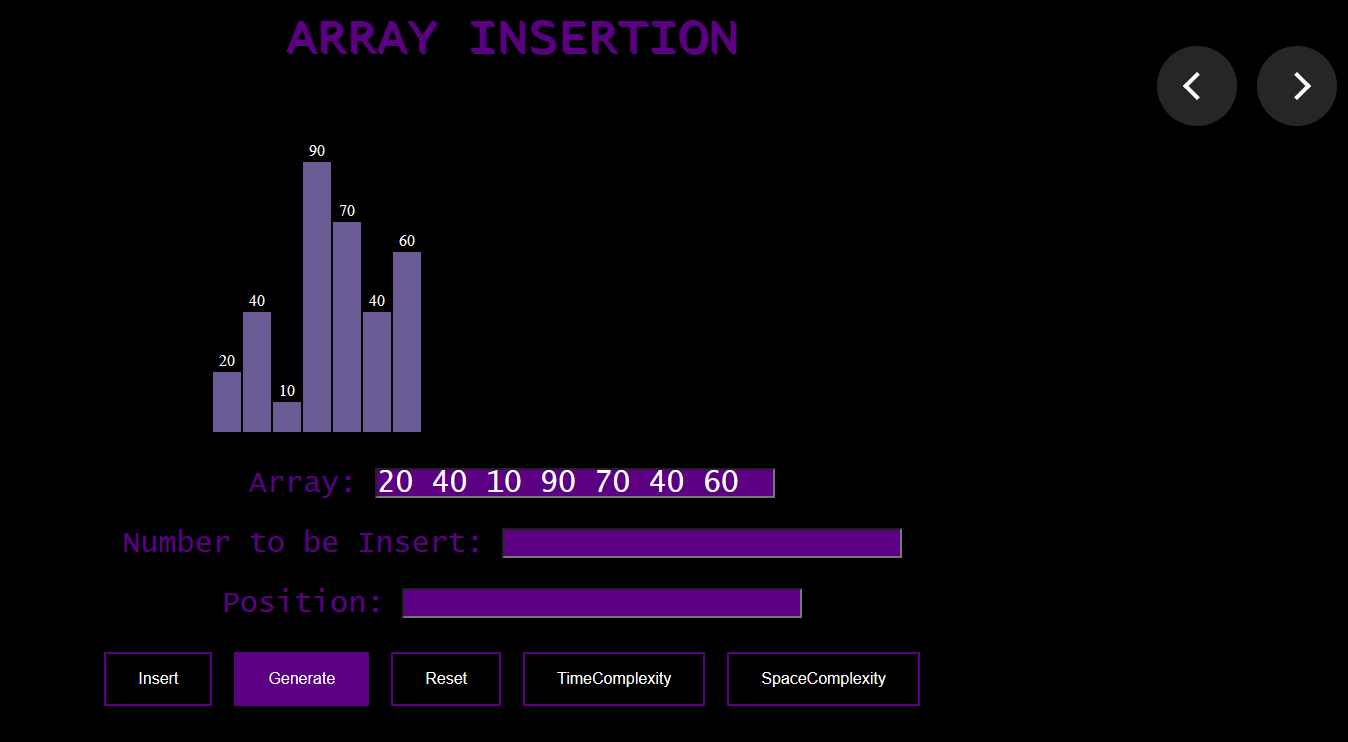 ARRAY INSERTION
90
70
60
40
40
20
10
Array: 20 40 10 90 70 40 60
Number to be Insert:
Position:
Insert Generate Reset TimeComplexity SpaceComplexity